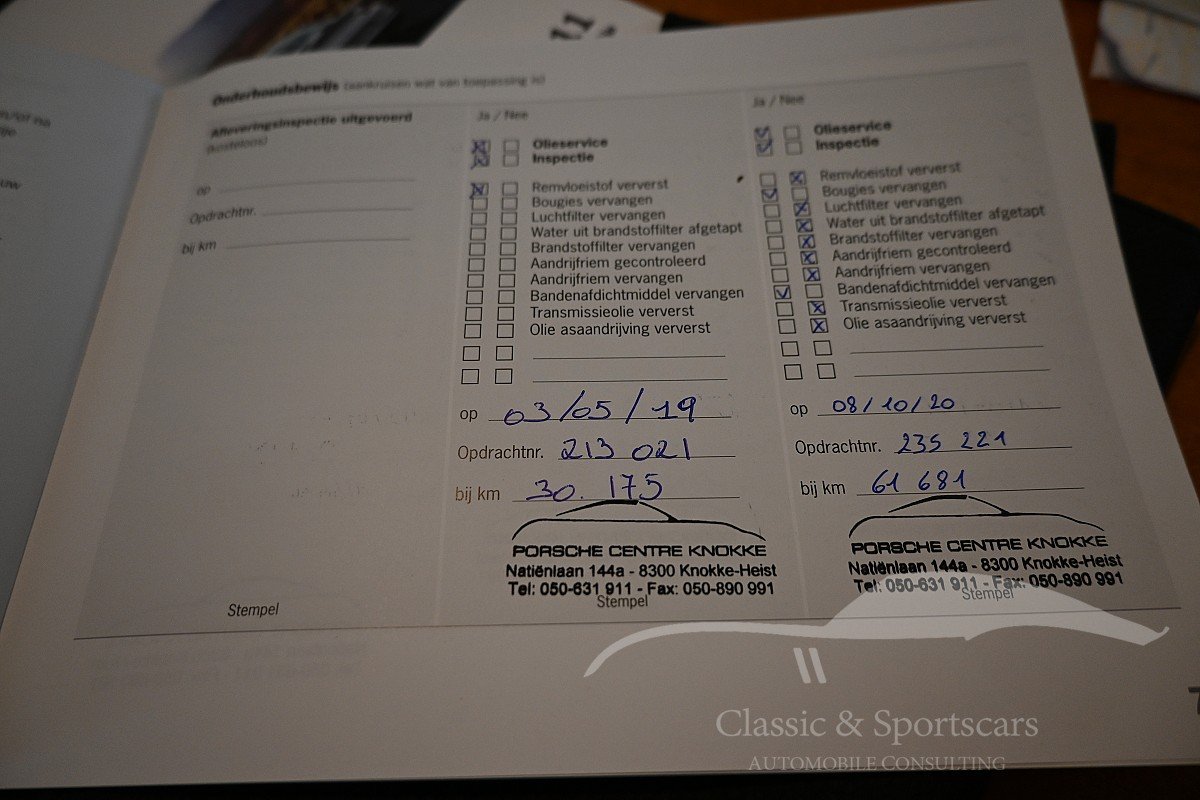 Onderhoudsbewijs (aankruisen wat van toepassing is)
Afleveringsinspectie uitgevoerd
(kosteloos)
op
Opdrachtnr.
bij km
Stempel
Ja / Nee
Olieservice
Inspectie
Remvloeistof ververst
Bougies vervangen
Luchtfilter vervangen
Water uit brandstoffilter afgetapt
Brandstoffilter vervangen
Aandrijfriem gecontroleerd
Aandrijfriem vervangen
Bandenafdichtmiddel vervangen
Transmissieolie ververst
Olie asaandrijving ververst
op 03/05/19
Opdrachtnr. 213 021
bij km 30.175
PORSCHE CENTRE KNOKKE
Natiënlaan 144a - 8300 Knokke-Heist
Tel: 050-631 911 - Fax: 050-890 991
Stempel
Ja / Nee
Olieservice
Inspectie
Remvloeistof ververst
Bougies vervangen
Luchtfilter vervangen
Water uit brandstoffilter afgetapt
Brandstoffilter vervangen
Aandrijfriem gecontroleerd
Aandrijfriem vervangen
Bandenafdichtmiddel vervangen
Transmissieolie ververst
Olie asaandrijving ververst
op 08/10/20
Opdrachtnr. 235 221
bij km 61 681
PORSCHE CENTRE KNOKKE
Natiënlaan 144a - 8300 Knokke-Heist
Tel: 050-631 911 - Fax: 050-890 991
Stempel
Classic & Sportscars
AUTOMOBILE CONSULTING